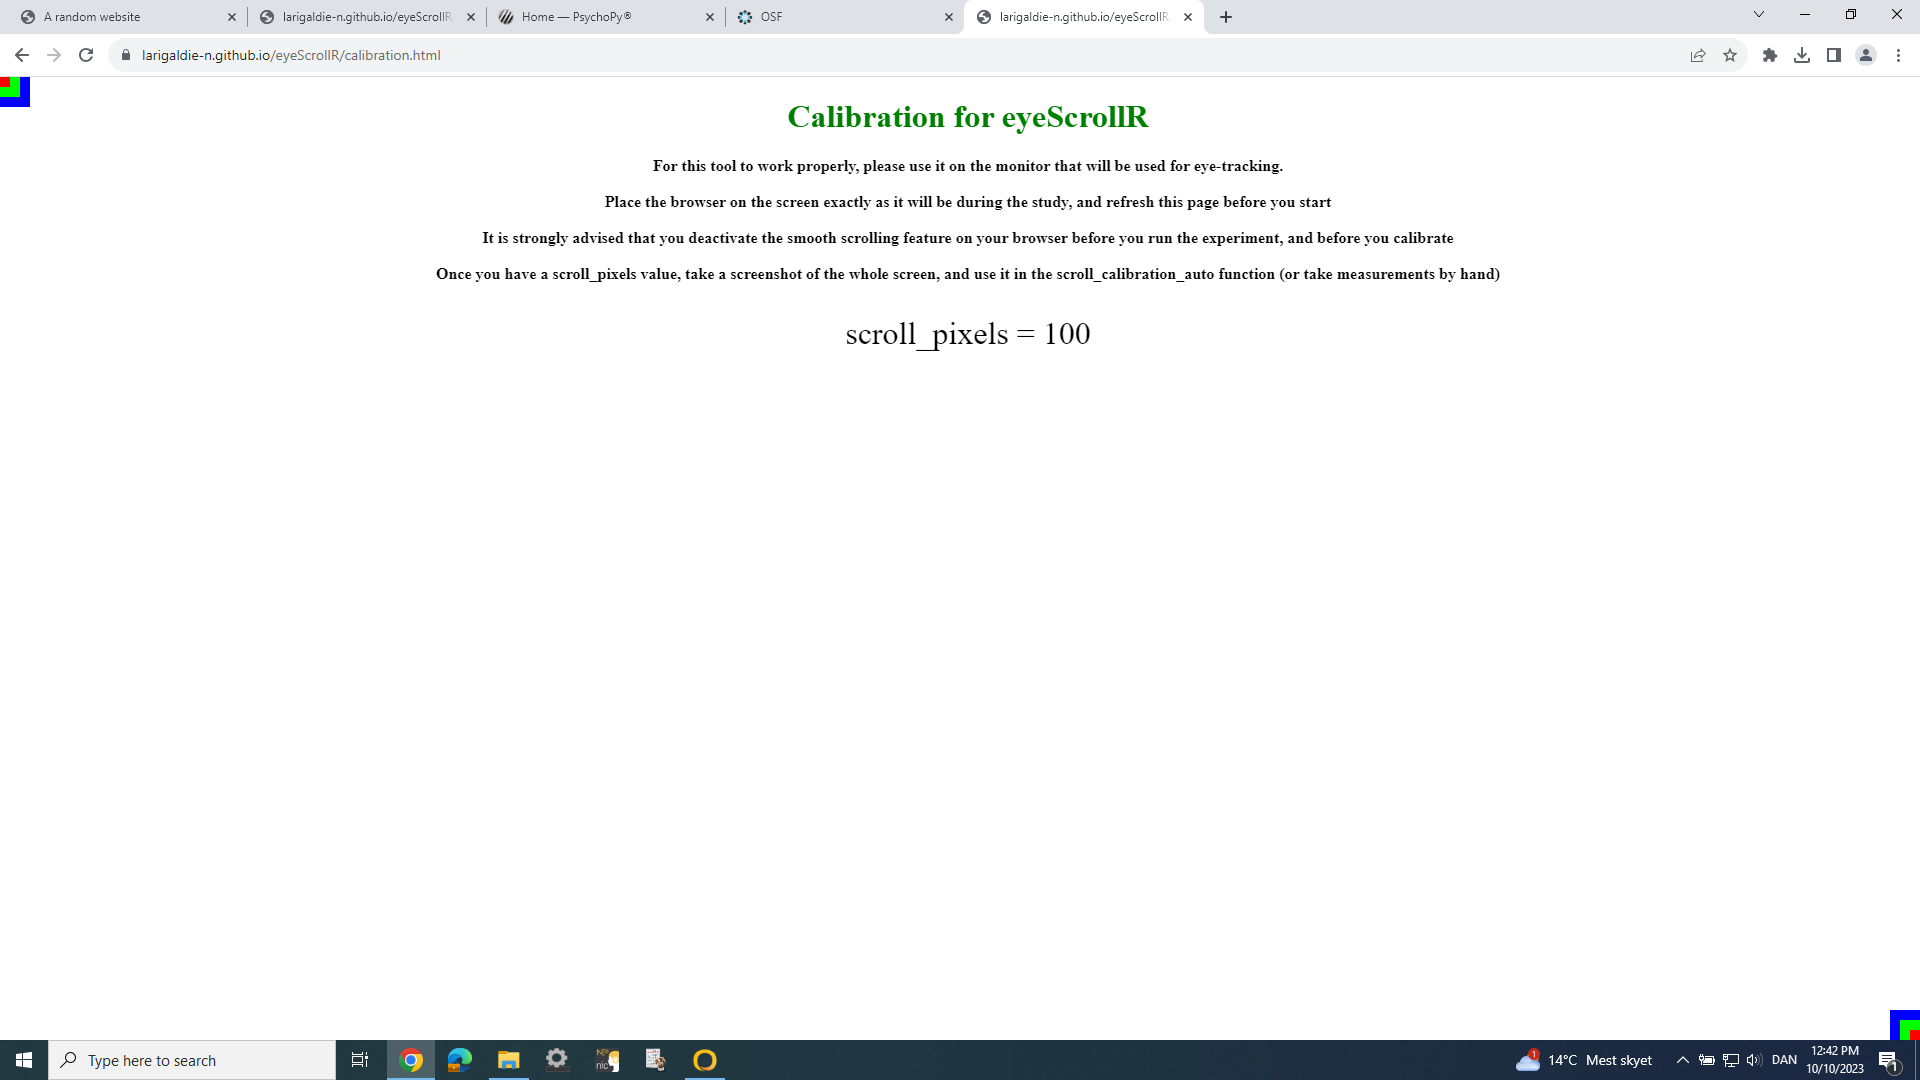 A random website
larigaldie-n.github.io/eyeScrollR
Home — PsychoPy®
OSF
larigaldie-n.github.io/eyeScrollR
larigaldie-n.github.io/eyeScrollR/calibration.html
Calibration for eyeScrollR
For this tool to work properly, please use it on the monitor that will be used for eye-tracking.
Place the browser on the screen exactly as it will be during the study, and refresh this page before you start
It is strongly advised that you deactivate the smooth scrolling feature on your browser before you run the experiment, and before you calibrate
Once you have a scroll_pixels value, take a screenshot of the whole screen, and use it in the scroll_calibration_auto function (or take measurements by hand)
scroll_pixels = 100
Type here to search
1
14°C Mest skyet
DAN
12:42 PM
10/10/2023
1